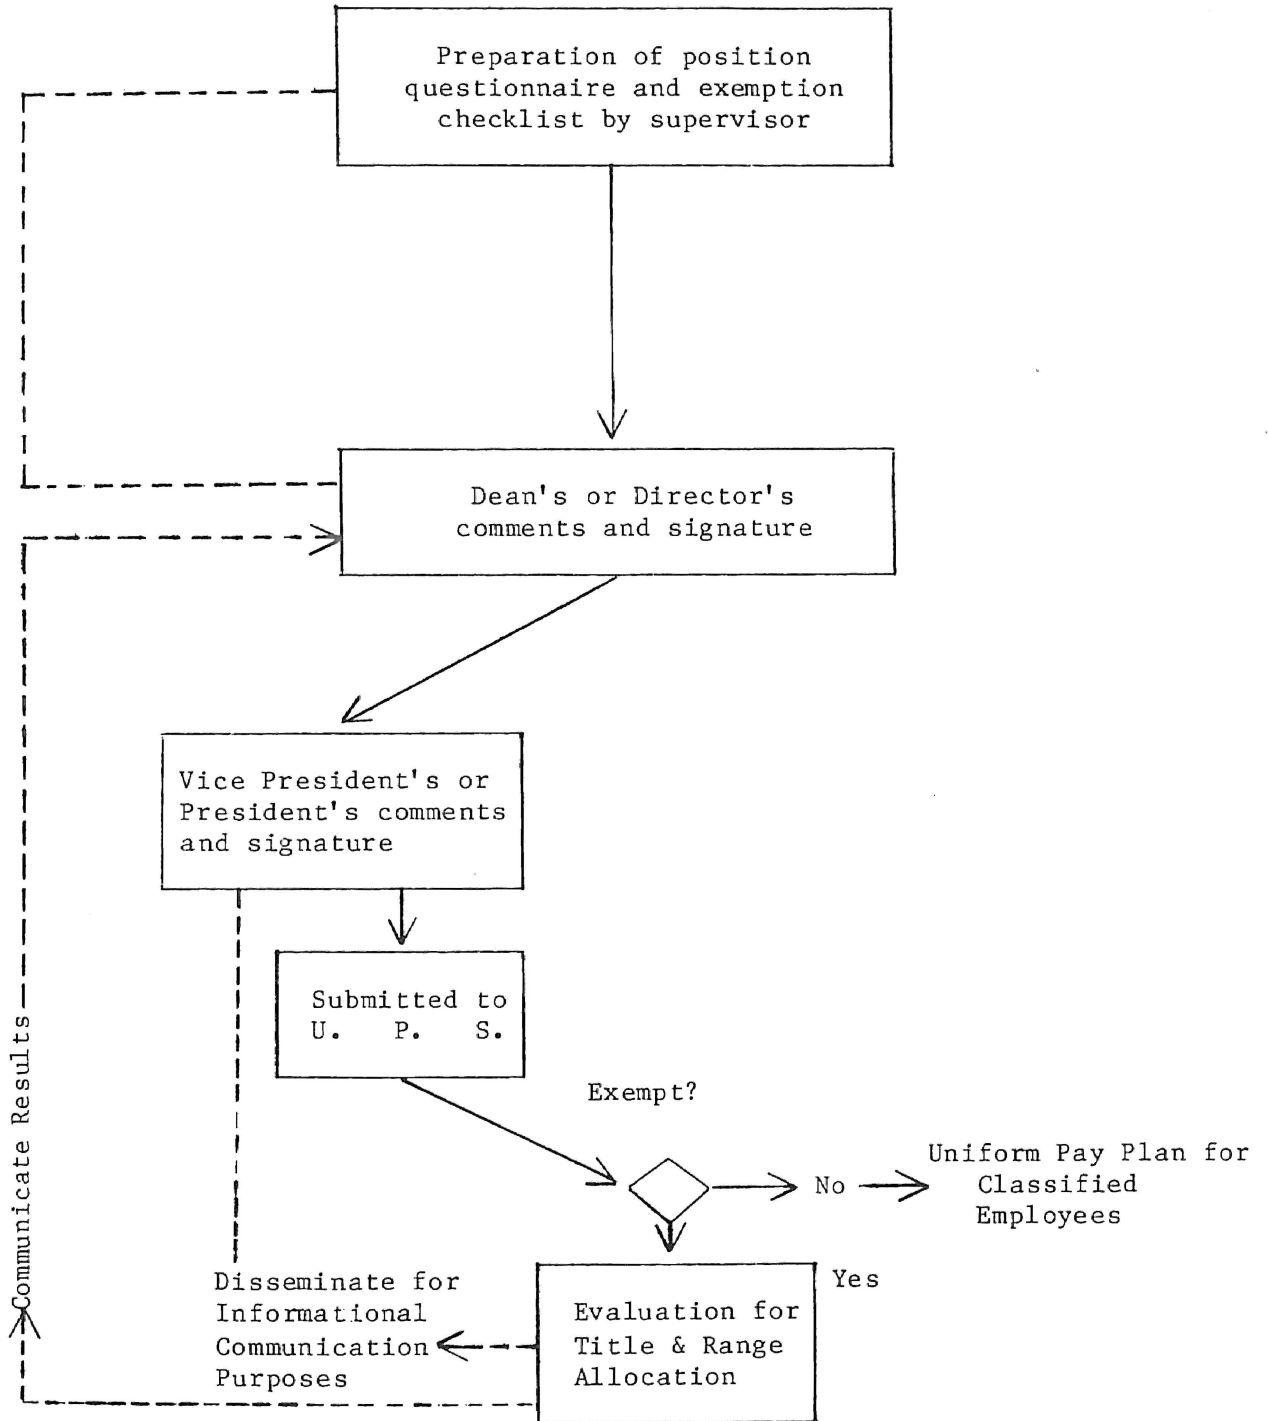 Preparation of position
questionnaire and exemption
checklist by supervisor
Dean's or Director's
comments and signature
Vice President's or
President's comments
and signature
Submitted to
U. P. S.
Exempt?
No
Uniform Pay Plan for
Classified
Employees
Yes
Evaluation for
Title & Range
Allocation
Disseminate for
Informational
Communication
Purposes
Communicate Results